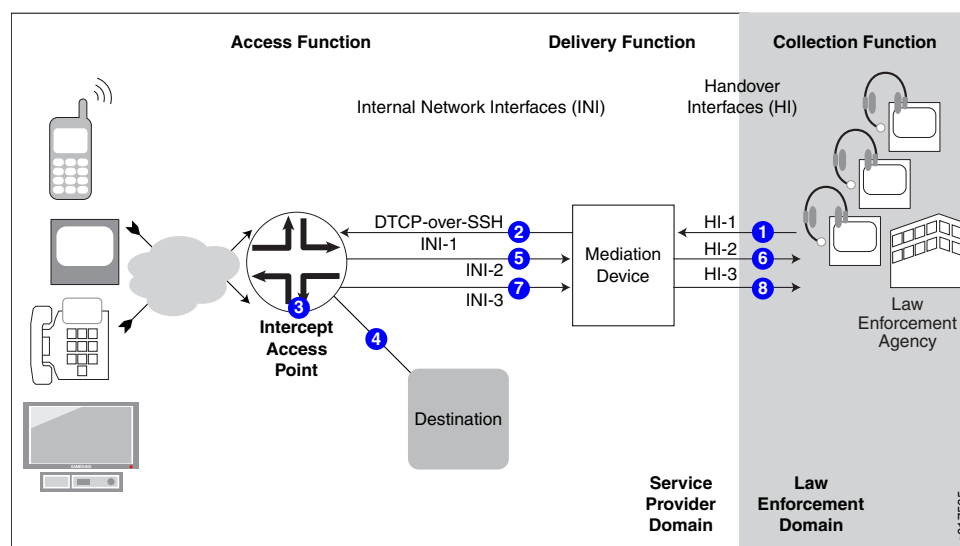 Access Function
Delivery Function
Collection Function
Internal Network Interfaces (INI)
Handover
Interfaces (HI)
DTCP-over-SSH
2
INI-1
5
INI-2
7
INI-3
3
Intercept
Access
Point
4
Destination
Mediation
Device
HI-1
1
HI-2
6
HI-3
8
Law
Enforcement
Agency
Service
Provider
Domain
Law
Enforcement
Domain